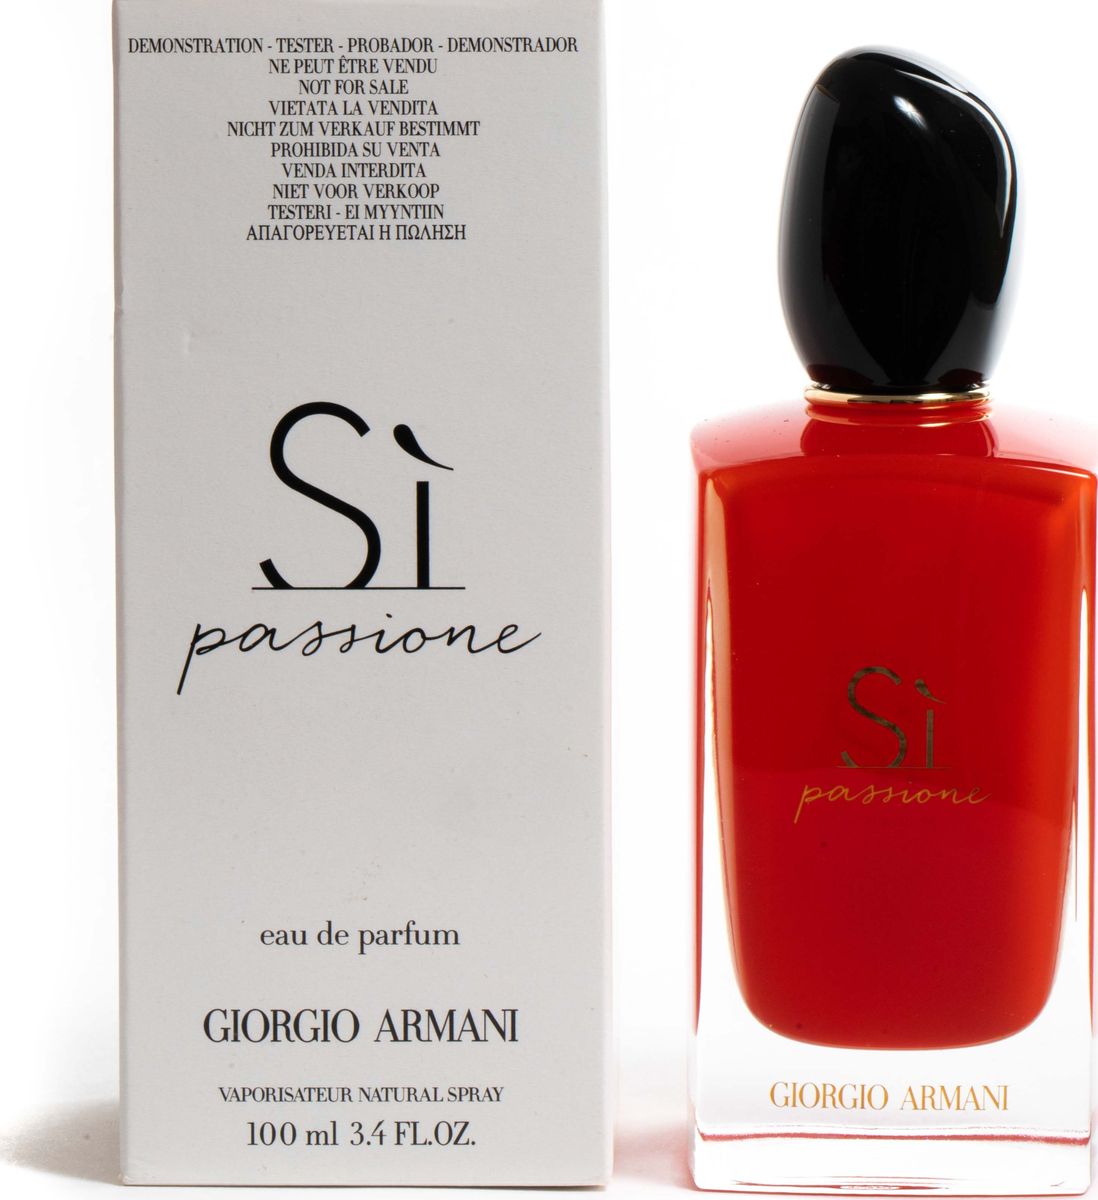 DEMONSTRATION - TESTER - PROBADOR - DEMONSTRADOR
NE PEUT ÊTRE VENDU
NOT FOR SALE
VIETATA LA VENDITA
NICHT ZUM VERKAUF BESTIMMT
PROHIBIDA SU VENTA
VENDA INTERDITA
NIET VOOR VERKOOP
TESTERI - EI MYYNTIIN
ΑΠΑΓΟΡΕΥΕΤΑΙ Η ΠΩΛΗΣΗ
Sì
passione
eau de parfum
GIORGIO ARMANI
VAPORISATEUR NATURAL SPRAY
100 ml 3.4 FL.OZ.
Sì
passione
GIORGIO ARMANI